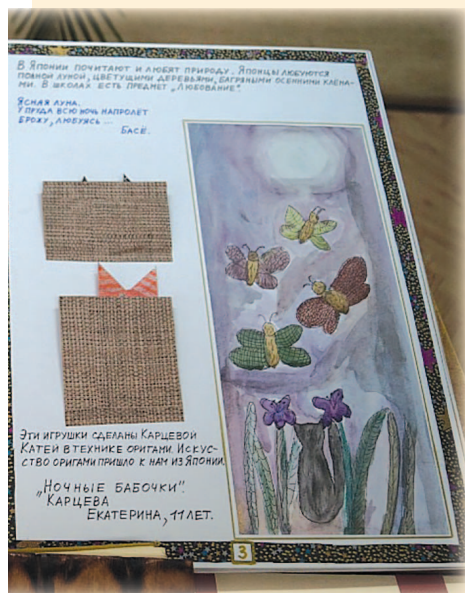 В ЯПОНИИ ПОЧИТАЮТ И ЛЮБЯТ ПРИРОДУ. ЯПОНЦЫ ЛЮБУЮТСЯ
ПОЛНОЙ ЛУНОЙ, ЦВЕТУЩИМИ ДЕРЕВЬЯМИ, БАГРЯНЫМИ ОСЕННИМИ КЛЁНА-
МИ. В ШКОЛАХ ЕСТЬ ПРЕДМЕТ „ЛЮБОВАНИЕ".
ЯСНАЯ ЛУНА.
У ПРУДА ВСЮ НОЧЬ НАПРОЛЁТ
БРОЖУ, ЛЮБУЯСЬ ...
БАСЁ.
ЭТИ ИГРУШКИ СДЕЛАНЫ КАРЦЕВОЙ
КАТЕЙ В ТЕХНИКЕ ОРИГАМИ. ИСКУС-
СТВО ОРИГАМИ ПРИШЛО К НАМ ИЗ ЯПОНИИ.
„НОЧНЫЕ БАБОЧКИ".
КАРЦЕВА
ЕКАТЕРИНА, 11 ЛЕТ.
3